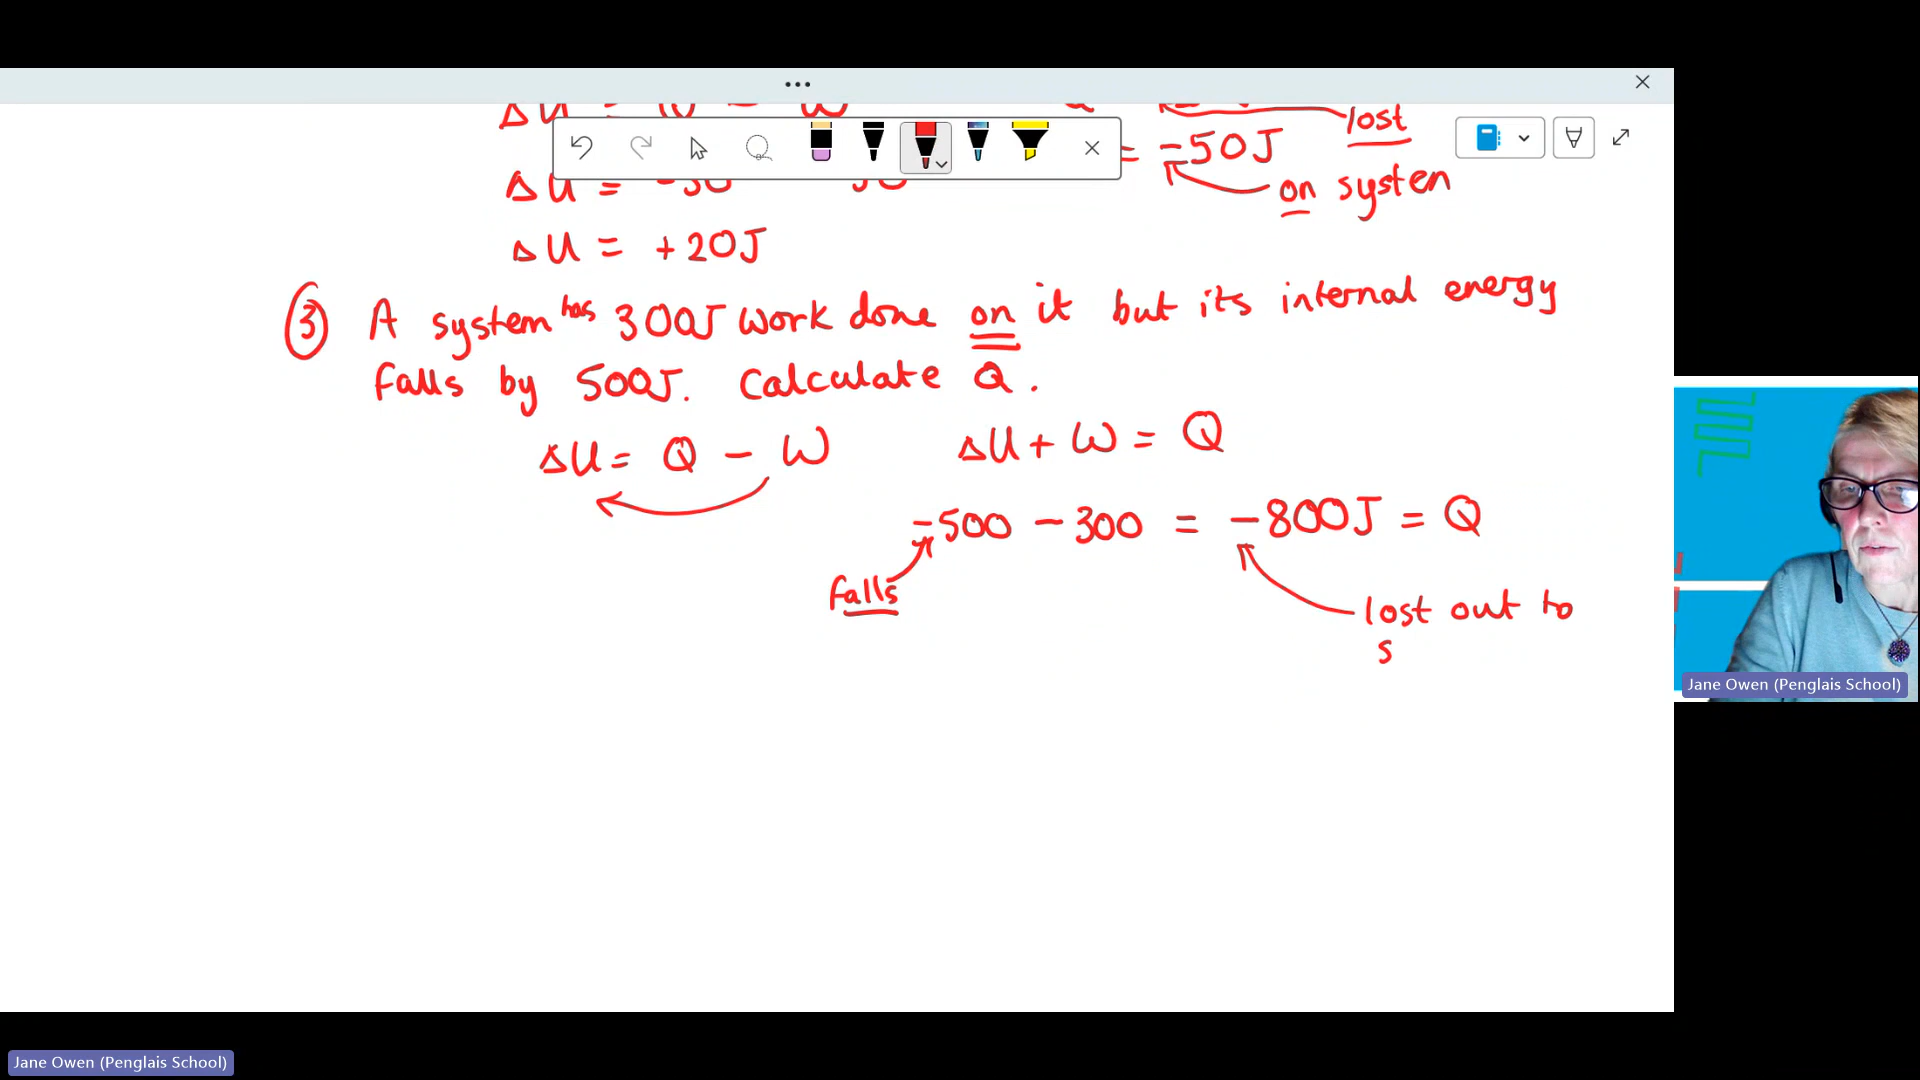 lost
= -50J
on system
ΔU =
ΔU = +20J
③ A system has 300J work done on it but its internal energy
falls by 500J. Calculate Q.
ΔU = Q - W ΔU + W = Q
-500 - 300 = -800J = Q
falls
lost out to
s
Jane Owen (Penglais School)
Jane Owen (Penglais School)